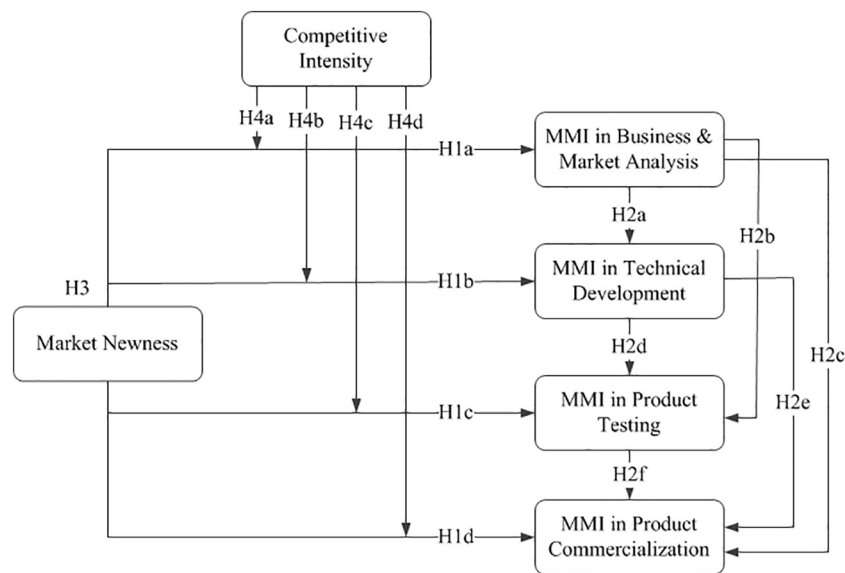 Competitive
Intensity
H4a
H4b
H4c
H4d
H1a
MMI in Business &
Market Analysis
H2a
H2b
H3
H1b
MMI in Technical
Development
Market Newness
H2d
H2c
H2e
H1c
MMI in Product
Testing
H2f
H1d
MMI in Product
Commercialization